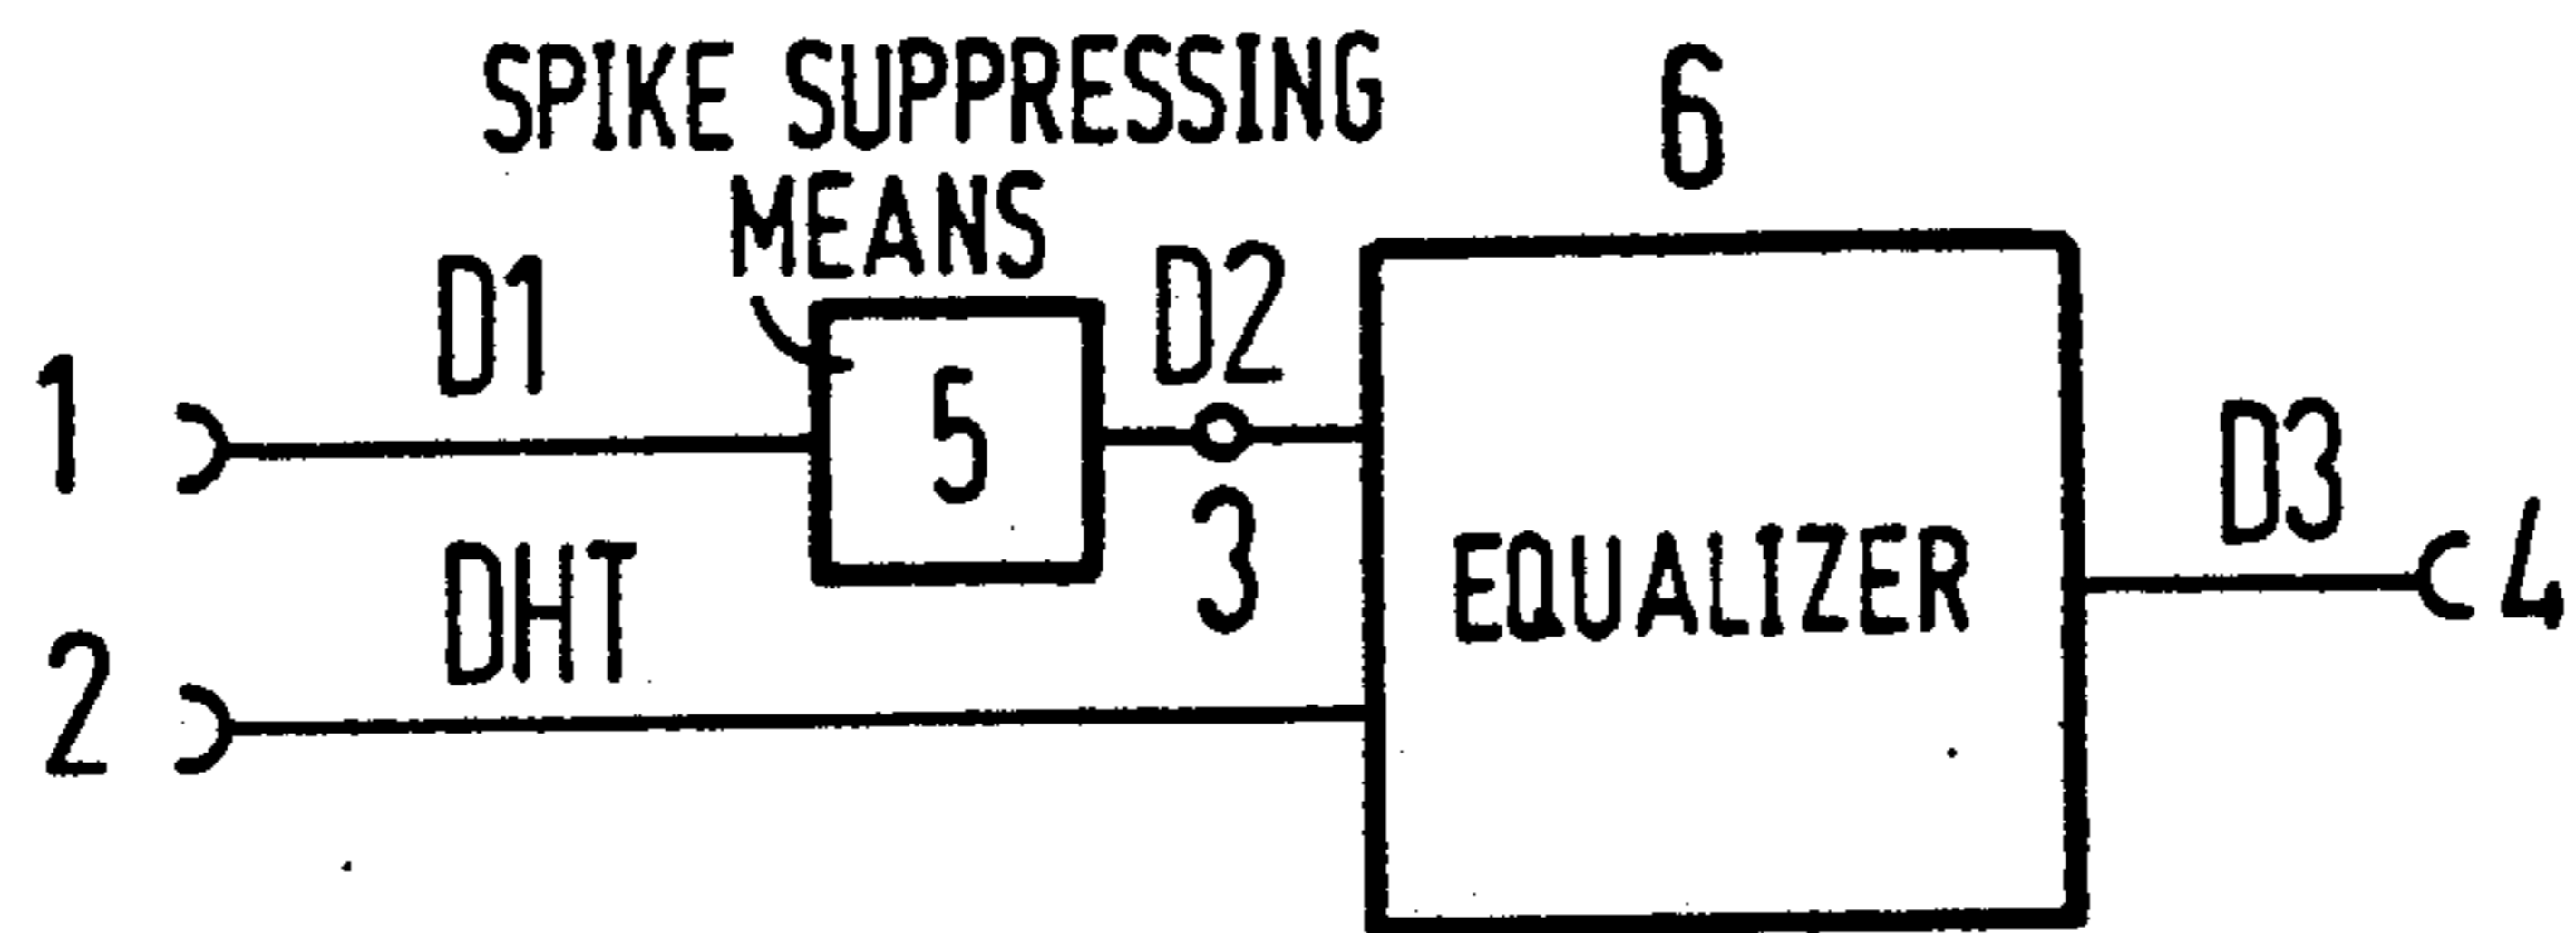 SPIKE SUPPRESSING
MEANS
6
D1
D2
1
5
D3
3
4
EQUALIZER
DHT
2